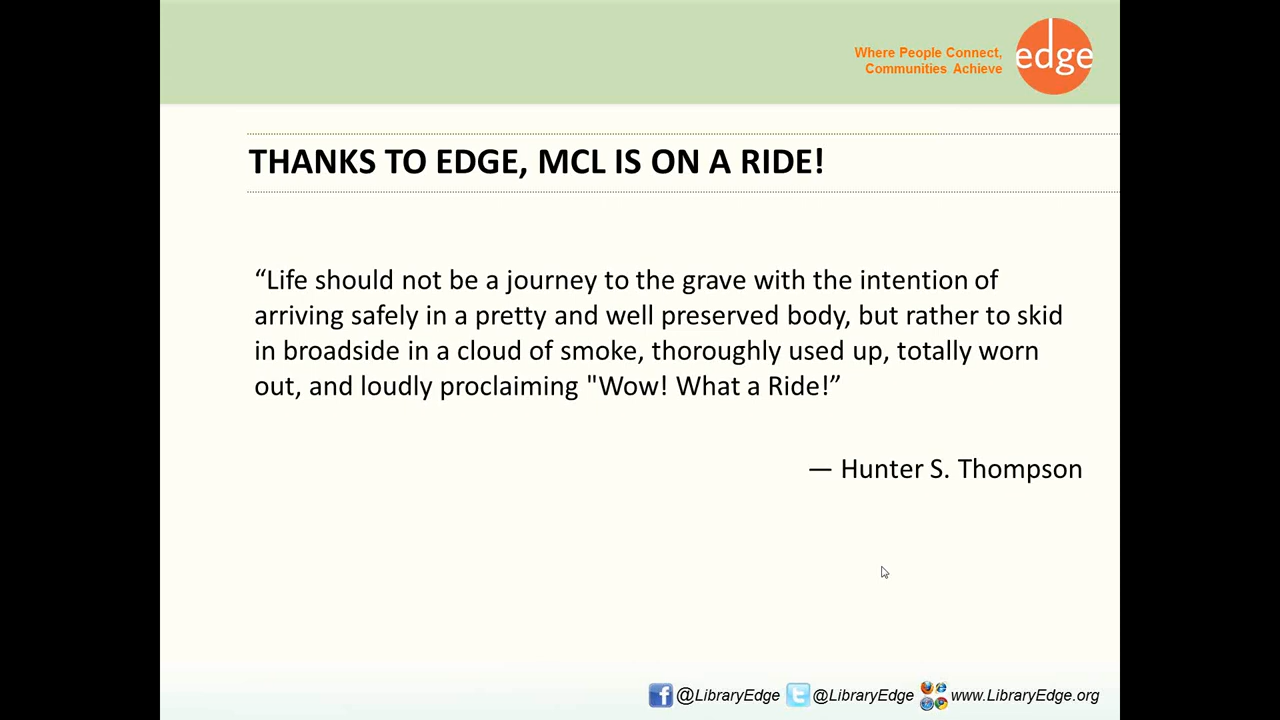 Where People Connect,
Communities Achieve
edge
THANKS TO EDGE, MCL IS ON A RIDE!
“Life should not be a journey to the grave with the intention of
arriving safely in a pretty and well preserved body, but rather to skid
in broadside in a cloud of smoke, thoroughly used up, totally worn
out, and loudly proclaiming "Wow! What a Ride!”
— Hunter S. Thompson
@LibraryEdge @LibraryEdge www.LibraryEdge.org